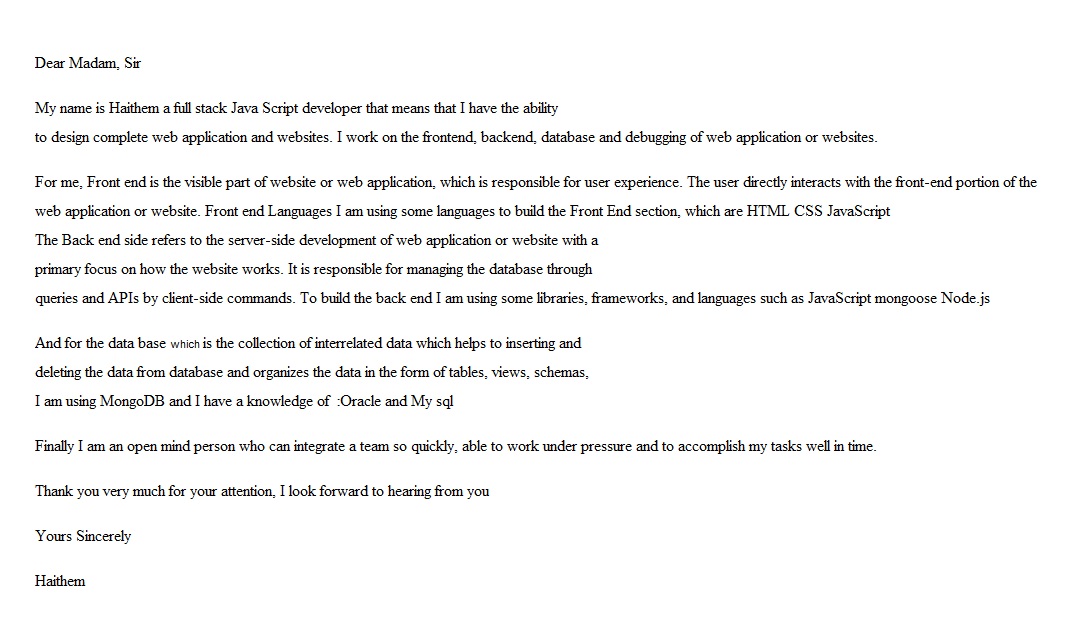 Dear Madam, Sir
My name is Haithem a full stack Java Script developer that means that I have the ability
to design complete web application and websites. I work on the frontend, backend, database and debugging of web application or websites.
For me, Front end is the visible part of website or web application, which is responsible for user experience. The user directly interacts with the front-end portion of the
web application or website. Front end Languages I am using some languages to build the Front End section, which are HTML CSS JavaScript
The Back end side refers to the server-side development of web application or website with a
primary focus on how the website works. It is responsible for managing the database through
queries and APIs by client-side commands. To build the back end I am using some libraries, frameworks, and languages such as JavaScript mongoose Node.js
And for the data base which is the collection of interrelated data which helps to inserting and
deleting the data from database and organizes the data in the form of tables, views, schemas,
I am using MongoDB and I have a knowledge of :Oracle and My sql
Finally I am an open mind person who can integrate a team so quickly, able to work under pressure and to accomplish my tasks well in time.
Thank you very much for your attention, I look forward to hearing from you
Yours Sincerely
Haithem